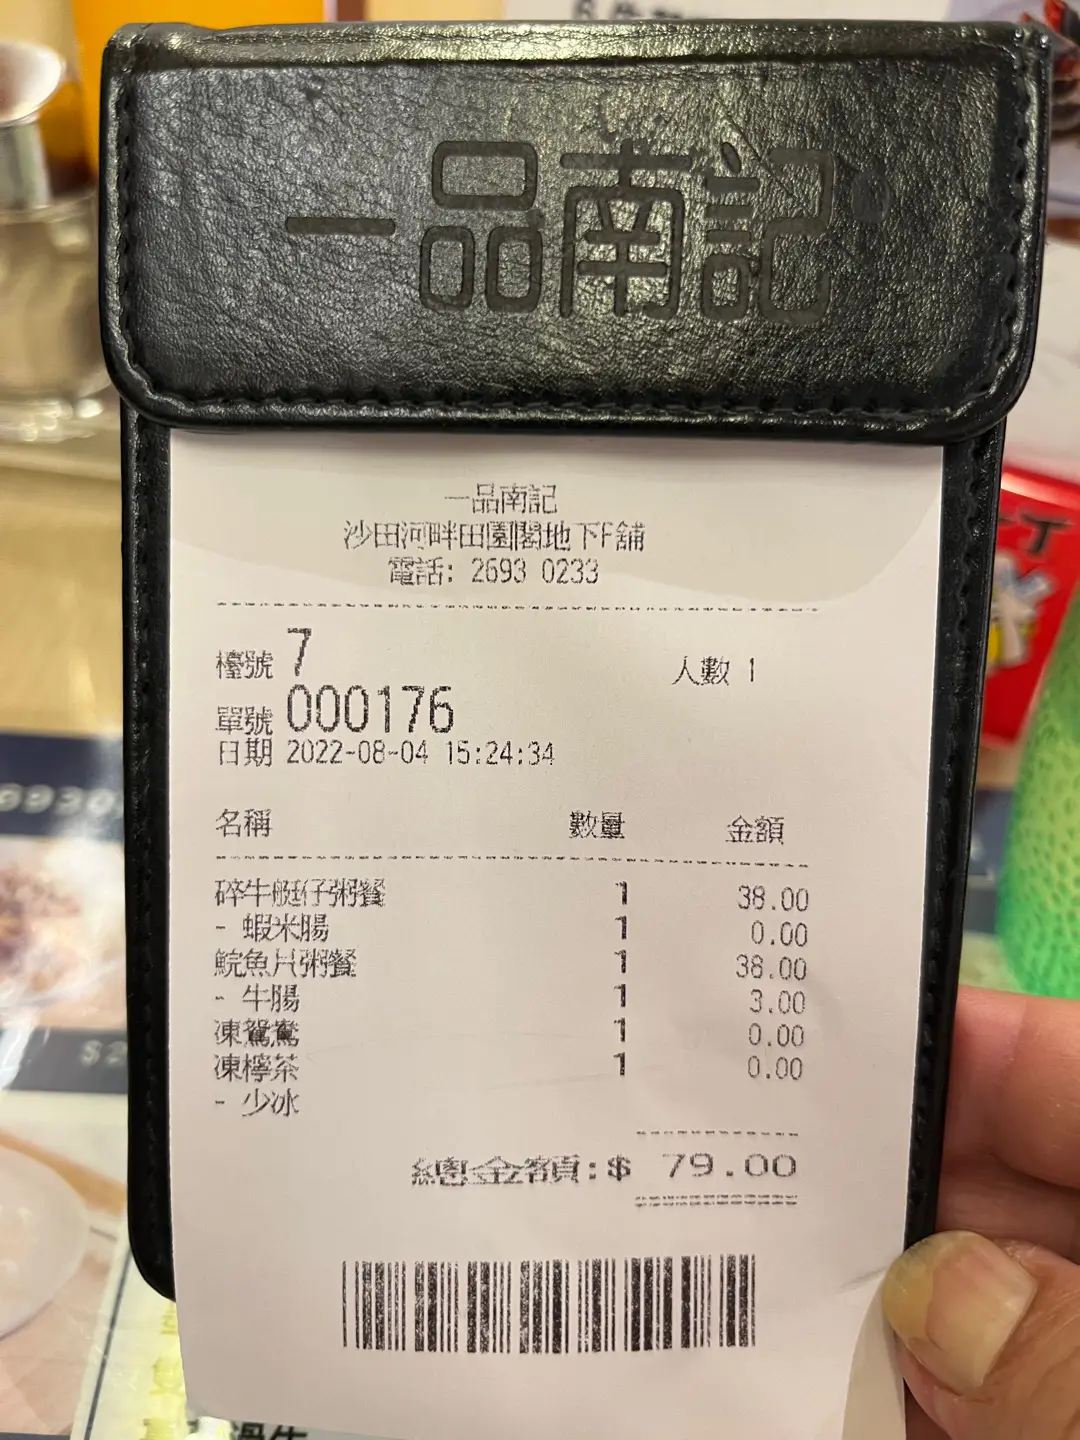 一品南記
一品南記
沙田河畔田園閣地下F舖
電話: 2693 0233
檯號 7 人數 1
單號 000176
日期 2022-08-04 15:24:34
名稱 數量 金額
碎牛艇仔粥餐 1 38.00
- 蝦米腸 1 0.00
鯇魚片粥餐 1 38.00
- 牛腸 1 3.00
凍鴛鴦 1 0.00
凍檸茶 1 0.00
- 少冰
總金額:$ 79.00